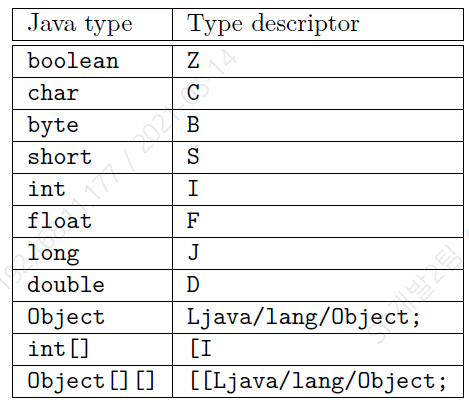 Java type Type descriptor
boolean Z
char C
byte B
short S
int I
float F
long J
double D
Object Ljava/lang/Object;
int[] [I
Object[][] [[Ljava/lang/Object;